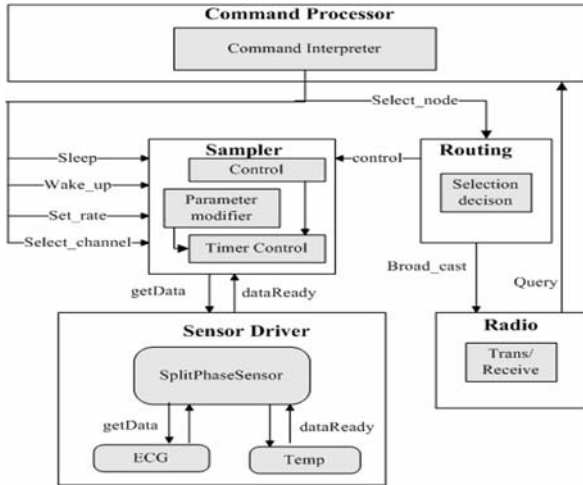 Command Processor
Command Interpreter
Select_node
Sleep
Wake_up
Set_rate
Select_channel
Sampler
Control
Parameter
modifier
Timer Control
control
Routing
Selection
decison
Broad_cast
Query
getData
dataReady
Sensor Driver
SplitPhaseSensor
getData
dataReady
ECG
Temp
Radio
Trans/
Receive